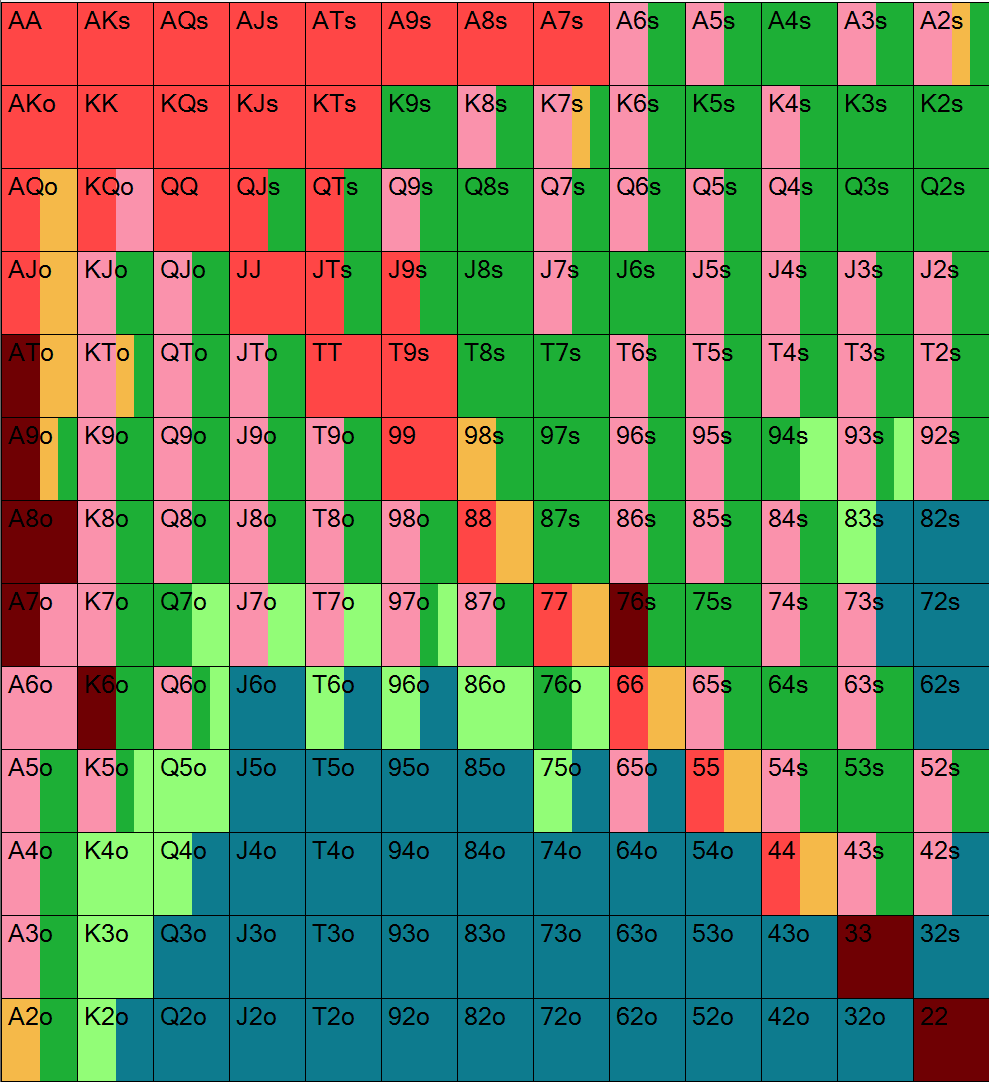 AA AKs AQs AJs ATs A9s A8s A7s A6s A5s A4s A3s A2s
AKo KK KQs KJs KTs K9s K8s K7s K6s K5s K4s K3s K2s
AQo KQo QQ QJs QTs Q9s Q8s Q7s Q6s Q5s Q4s Q3s Q2s
AJo KJo QJo JJ JTs J9s J8s J7s J6s J5s J4s J3s J2s
ATo KTo QTo JTo TT T9s T8s T7s T6s T5s T4s T3s T2s
A9o K9o Q9o J9o T9o 99 98s 97s 96s 95s 94s 93s 92s
A8o K8o Q8o J8o T8o 98o 88 87s 86s 85s 84s 83s 82s
A7o K7o Q7o J7o T7o 97o 87o 77 76s 75s 74s 73s 72s
A6o K6o Q6o J6o T6o 96o 86o 76o 66 65s 64s 63s 62s
A5o K5o Q5o J5o T5o 95o 85o 75o 65o 55 54s 53s 52s
A4o K4o Q4o J4o T4o 94o 84o 74o 64o 54o 44 43s 42s
A3o K3o Q3o J3o T3o 93o 83o 73o 63o 53o 43o 33 32s
A2o K2o Q2o J2o T2o 92o 82o 72o 62o 52o 42o 32o 22